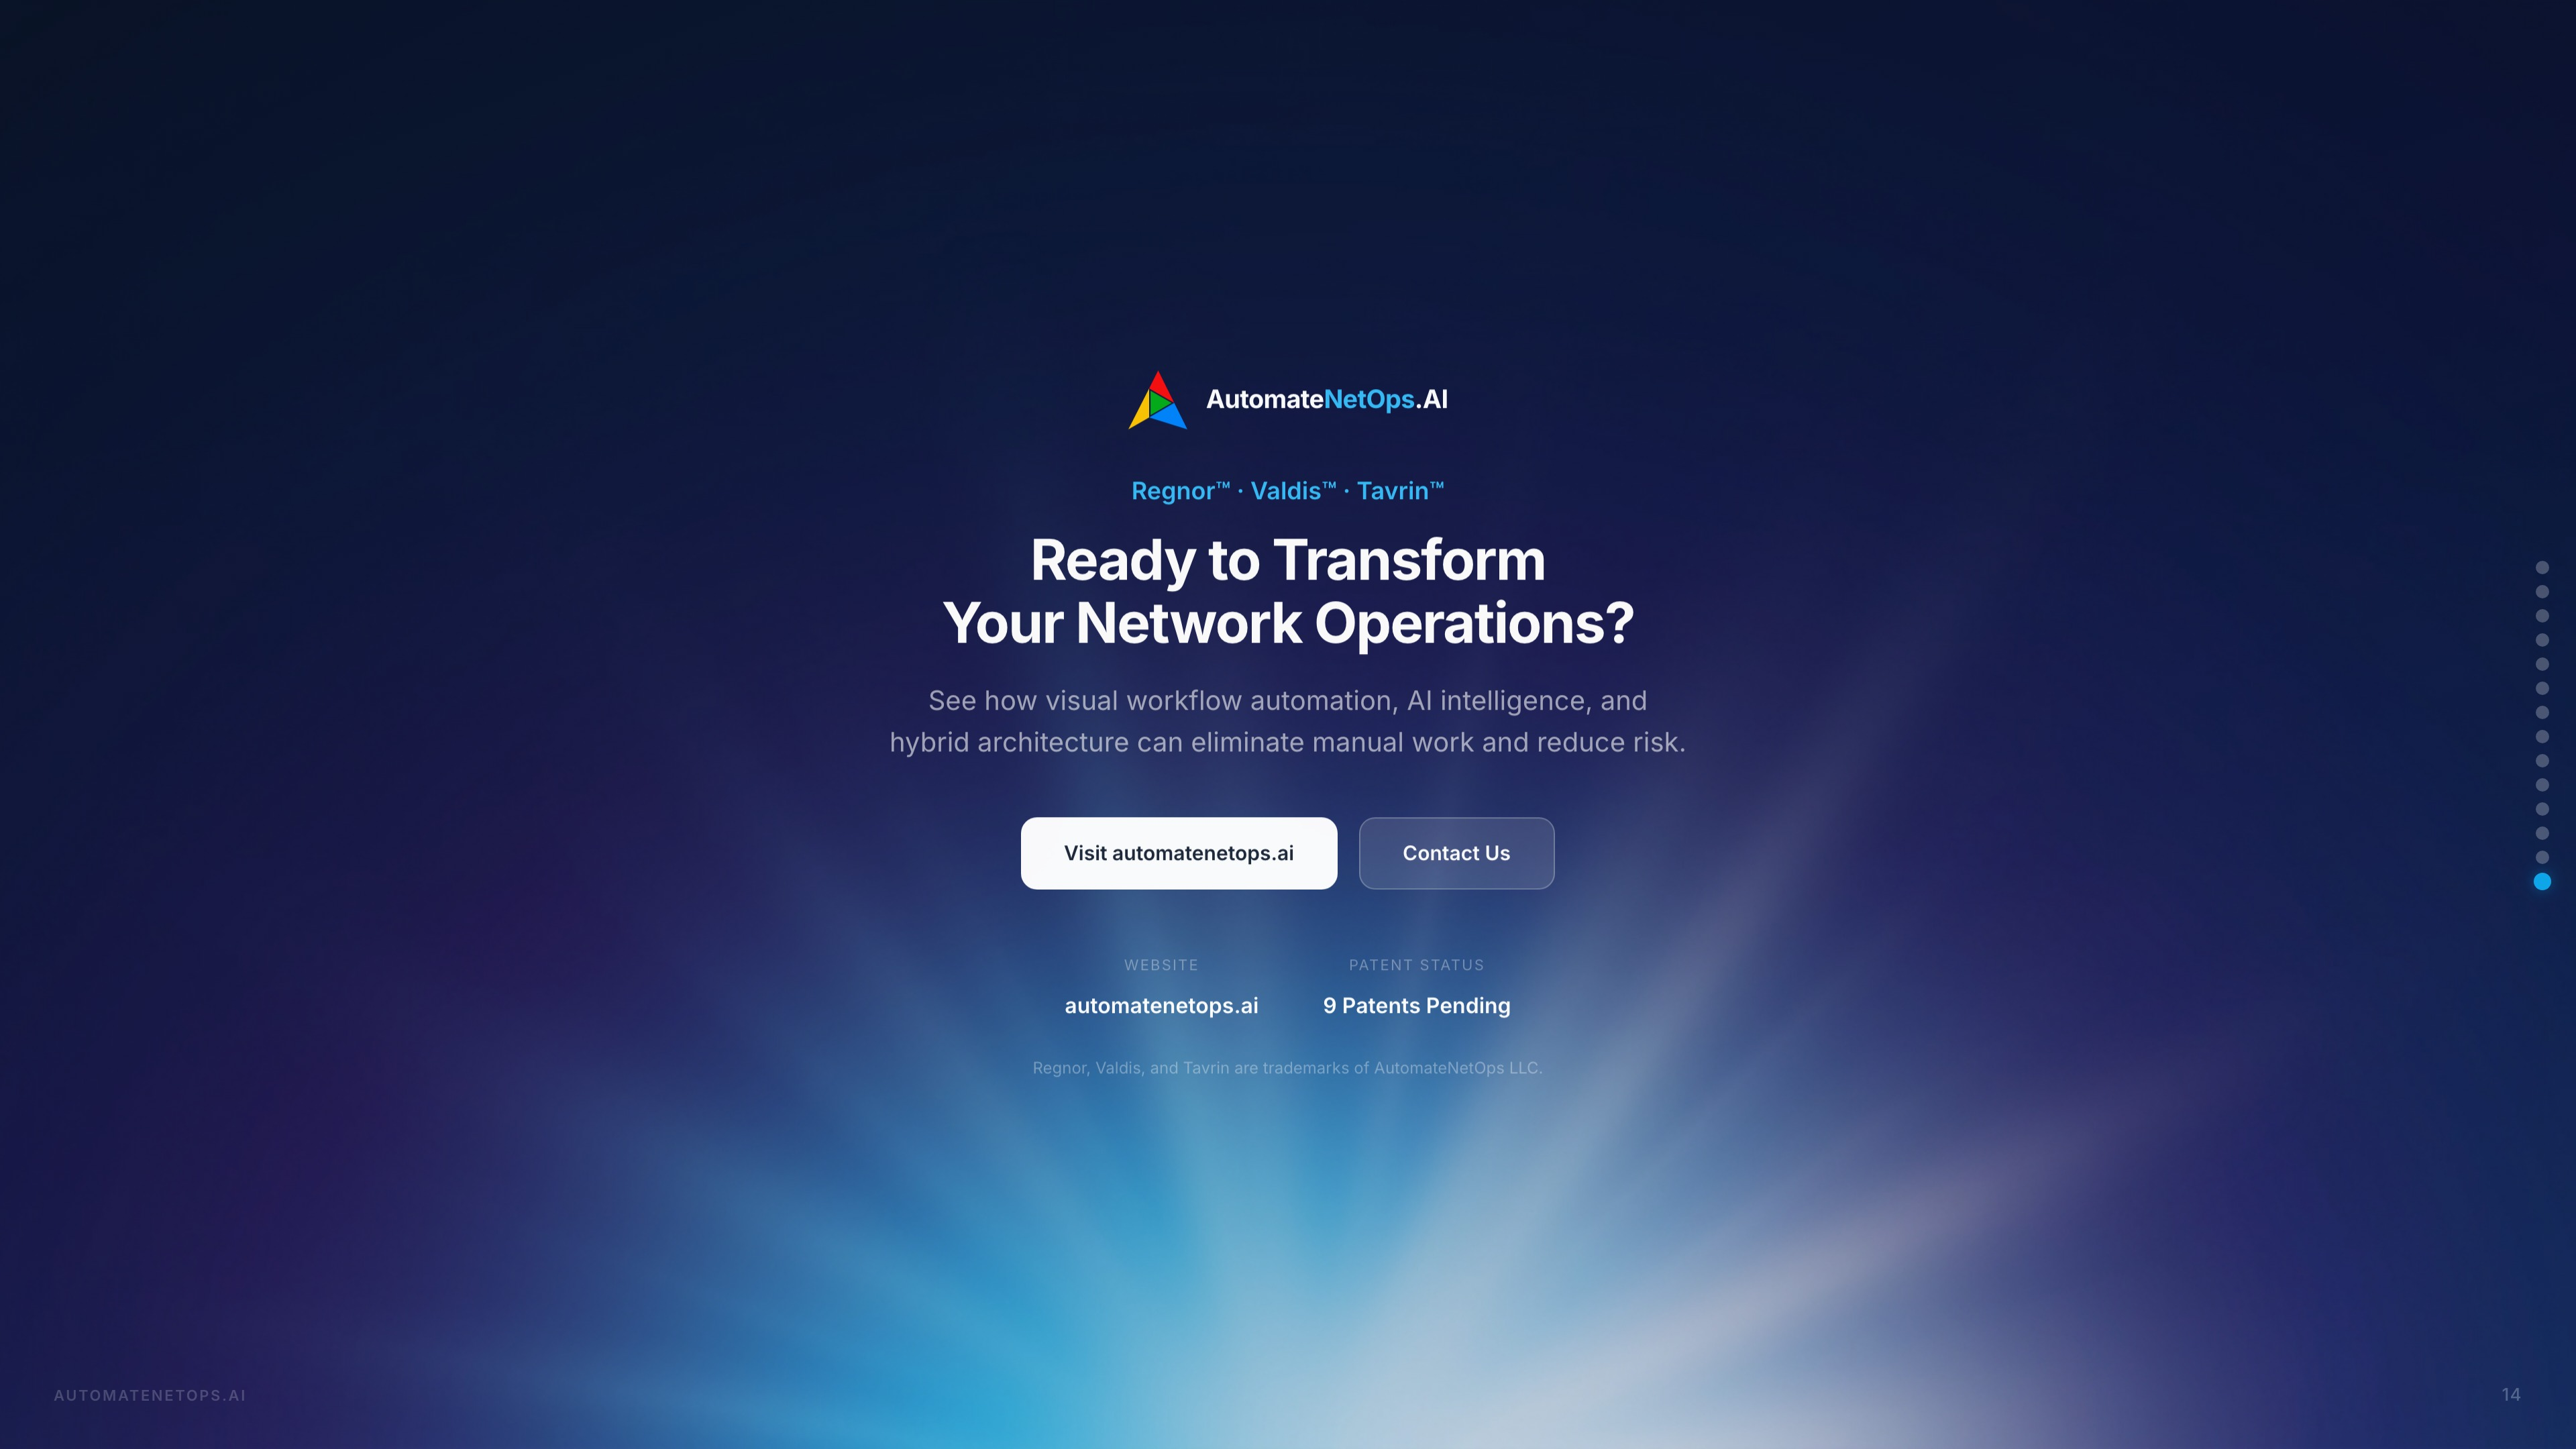 AutomateNetOps.AI
Regnor™ · Valdis™ · Tavrin™
Ready to Transform
Your Network Operations?
See how visual workflow automation, AI intelligence, and
hybrid architecture can eliminate manual work and reduce risk.
Visit automatenetops.ai
Contact Us
WEBSITE
automatenetops.ai
PATENT STATUS
9 Patents Pending
Regnor, Valdis, and Tavrin are trademarks of AutomateNetOps LLC.
AUTOMATENETOPS.AI
14